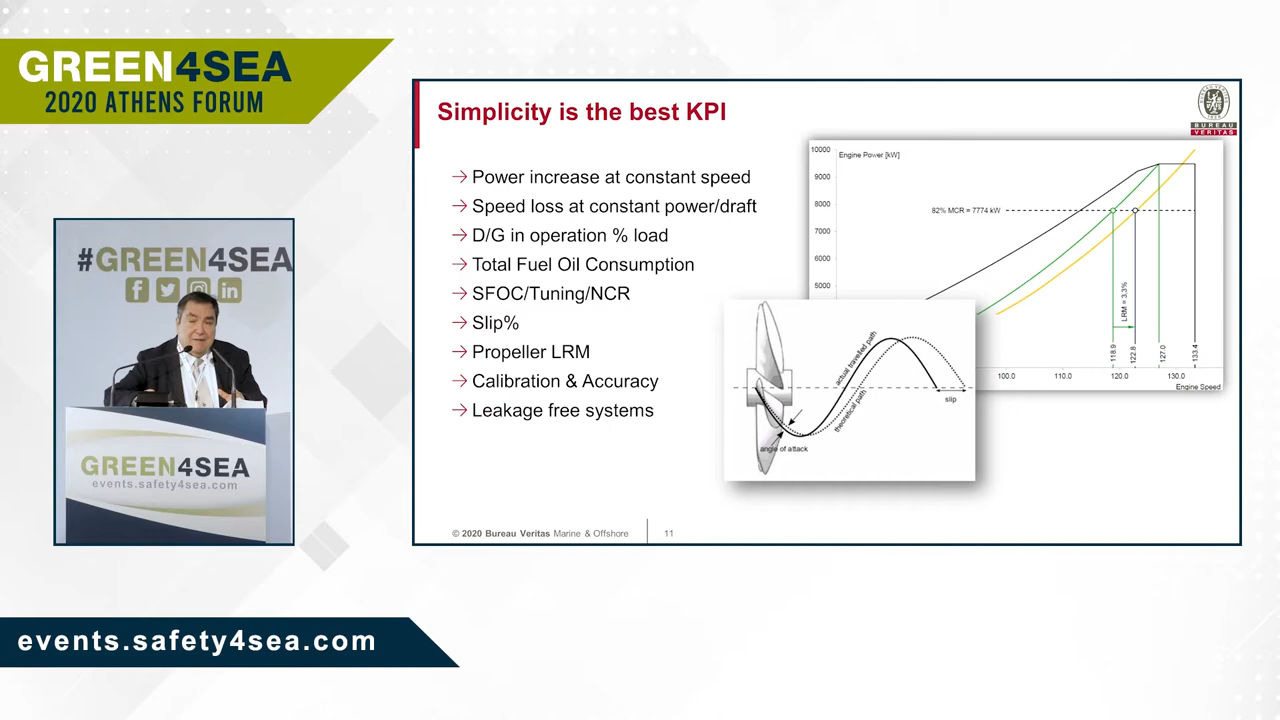 GREEN4SEA
2020 ATHENS FORUM
#GREEN4SEA
GREEN4SEA
events.safety4sea.com
events.safety4sea.com
Simplicity is the best KPI
BUREAU
VERITAS
→ Power increase at constant speed
→ Speed loss at constant power/draft
→ D/G in operation % load
→ Total Fuel Oil Consumption
→ SFOC/Tuning/NCR
→ Slip%
→ Propeller LRM
→ Calibration & Accuracy
→ Leakage free systems
10000
Engine Power [kW]
9000
8000
82% MCR = 7774 kW
7000
6000
5000
LRM = 3,3%
118.9
122.8
127.0
133.4
100.0
110.0
120.0
130.0
Engine Speed
actual travelled path
theoretical path
slip
angle of attack
© 2020 Bureau Veritas Marine & Offshore
11